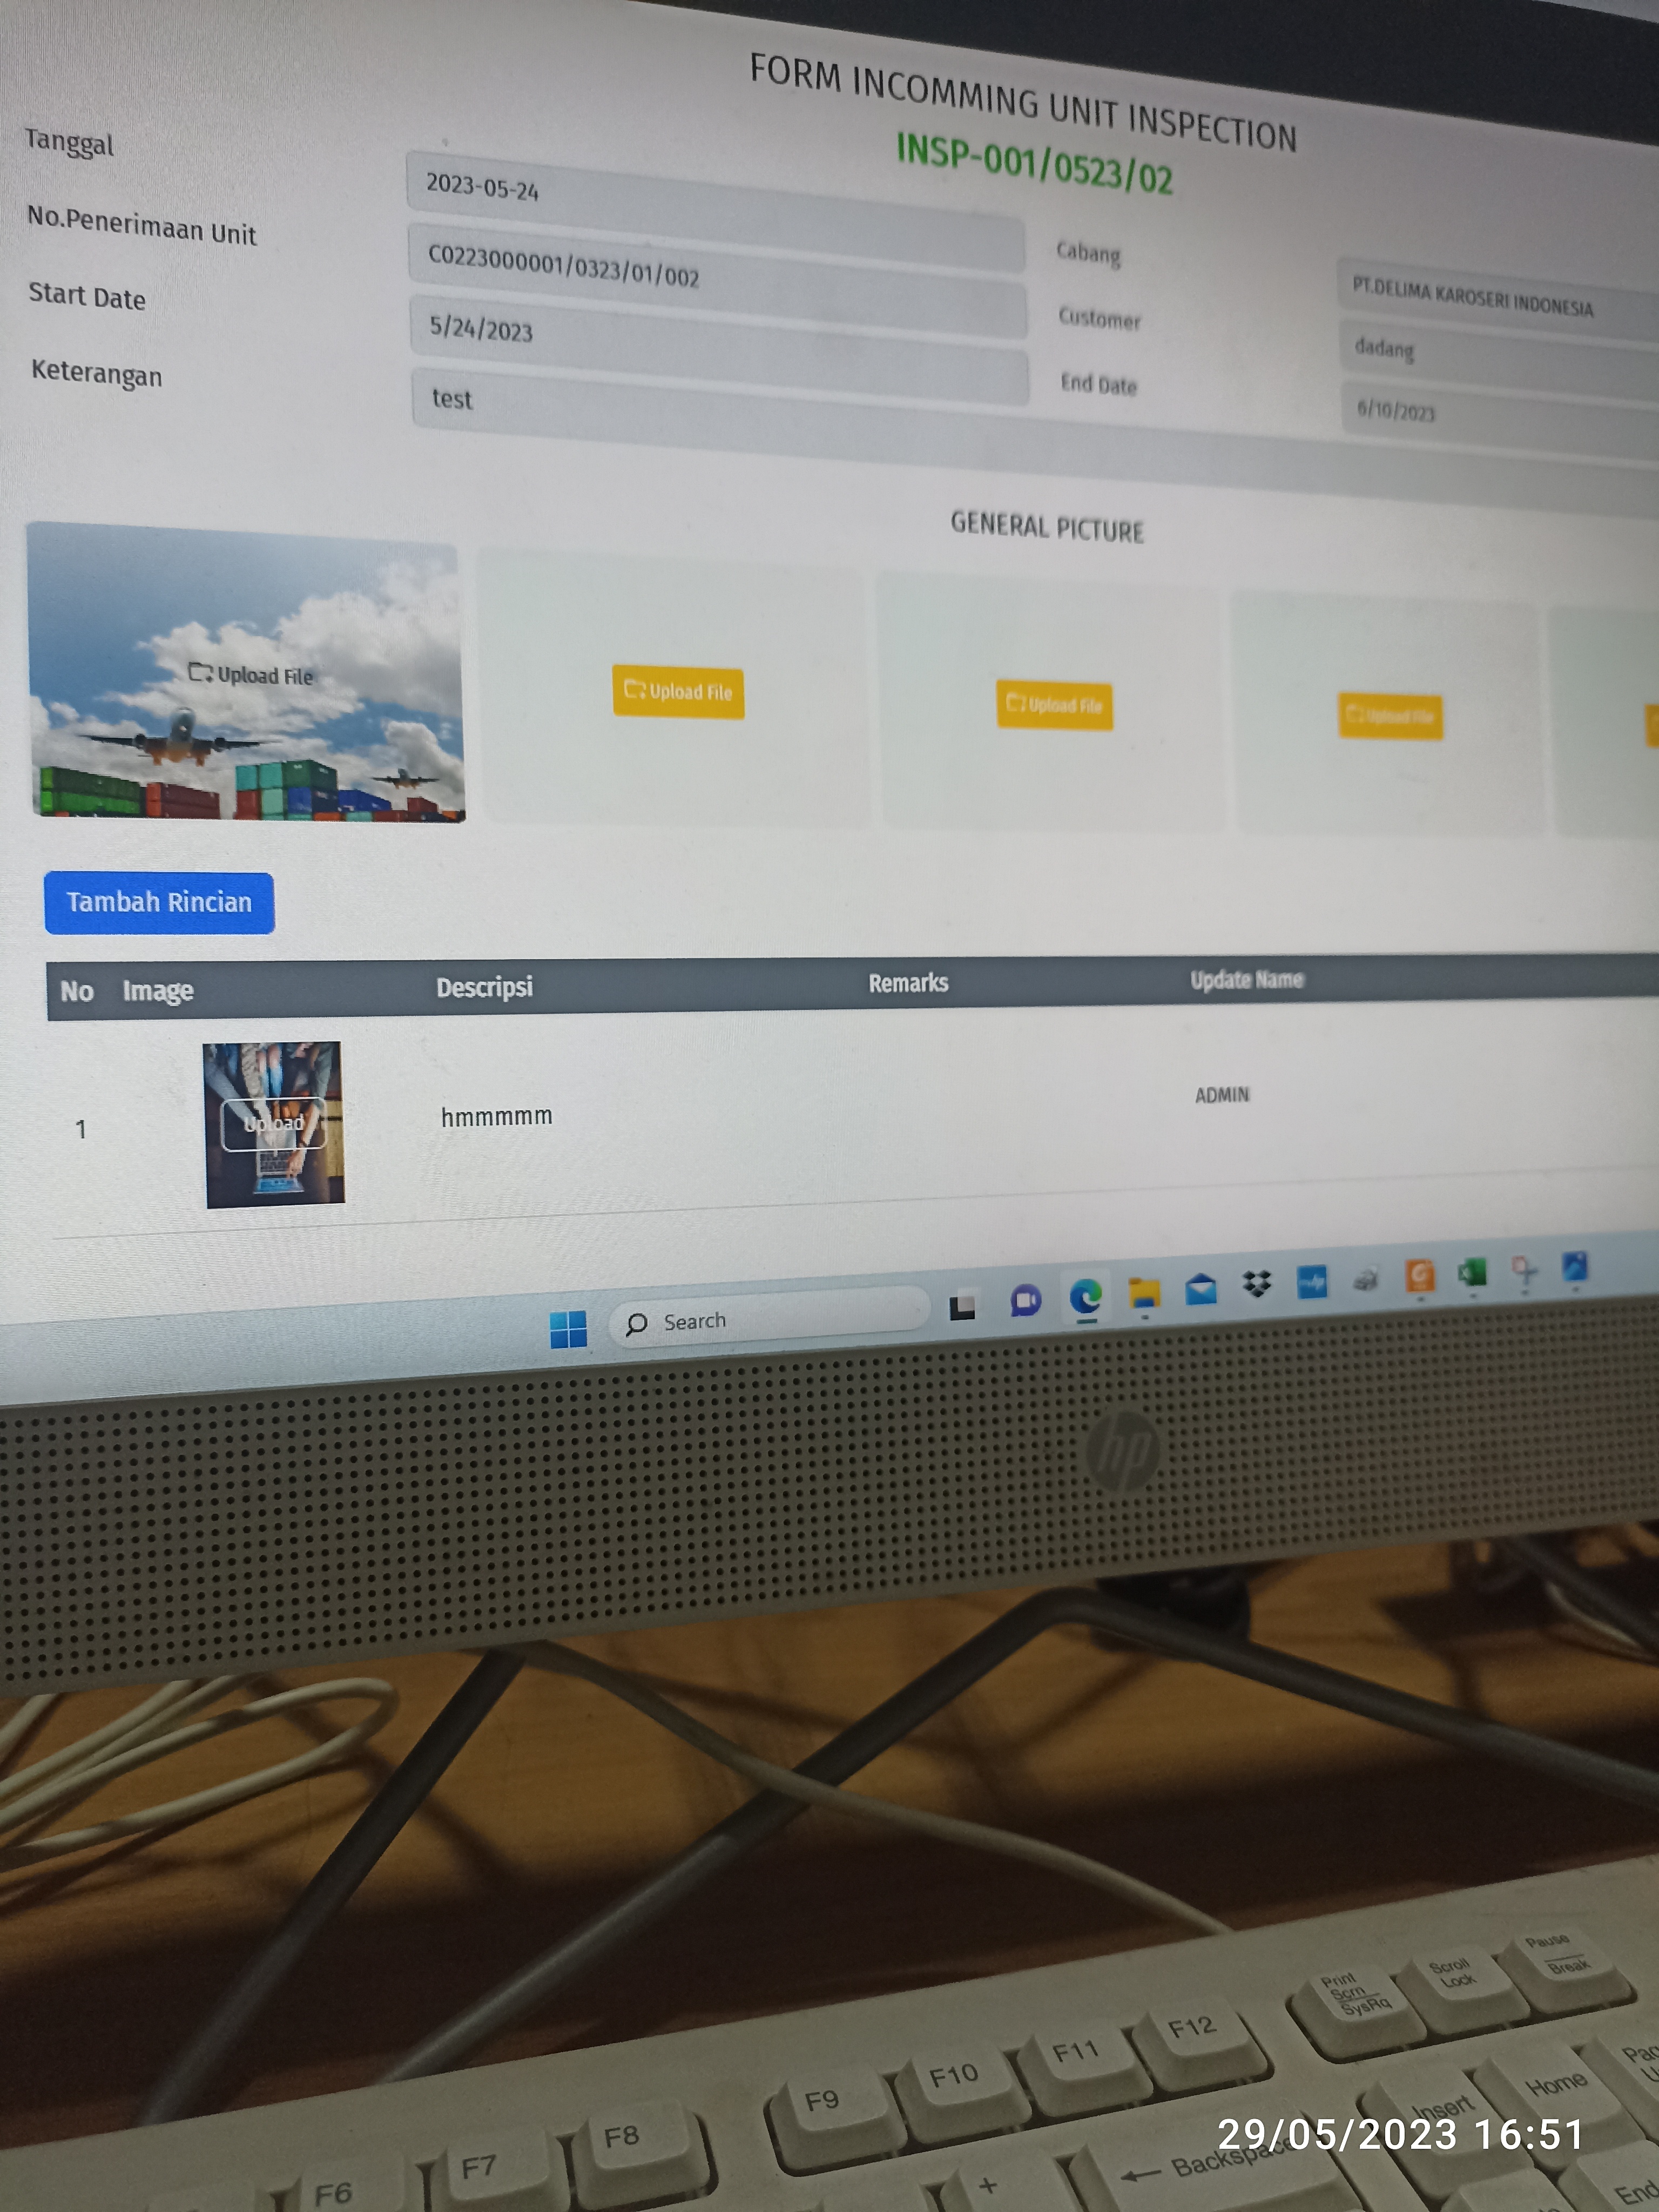 FORM INCOMMING UNIT INSPECTION
INSP-001/0523/02
Tanggal
2023-05-24
Cabang
PT.DELIMA KAROSERI INDONESIA
No.Penerimaan Unit
C0223000001/0323/01/002
Customer
dadang
Start Date
5/24/2023
End Date
6/10/2023
Keterangan
test
GENERAL PICTURE
Upload File
Upload File
Upload File
Upload File
Tambah Rincian
No Image Descripsi Remarks Update Name
1 Upload hmmmmm ADMIN
Search
hp
Print Scrn SysRq
Scroll Lock
Pause Break
F6 F7 F8 F9 F10 F11 F12
+ ← Backspace Insert Home
End
29/05/2023 16:51